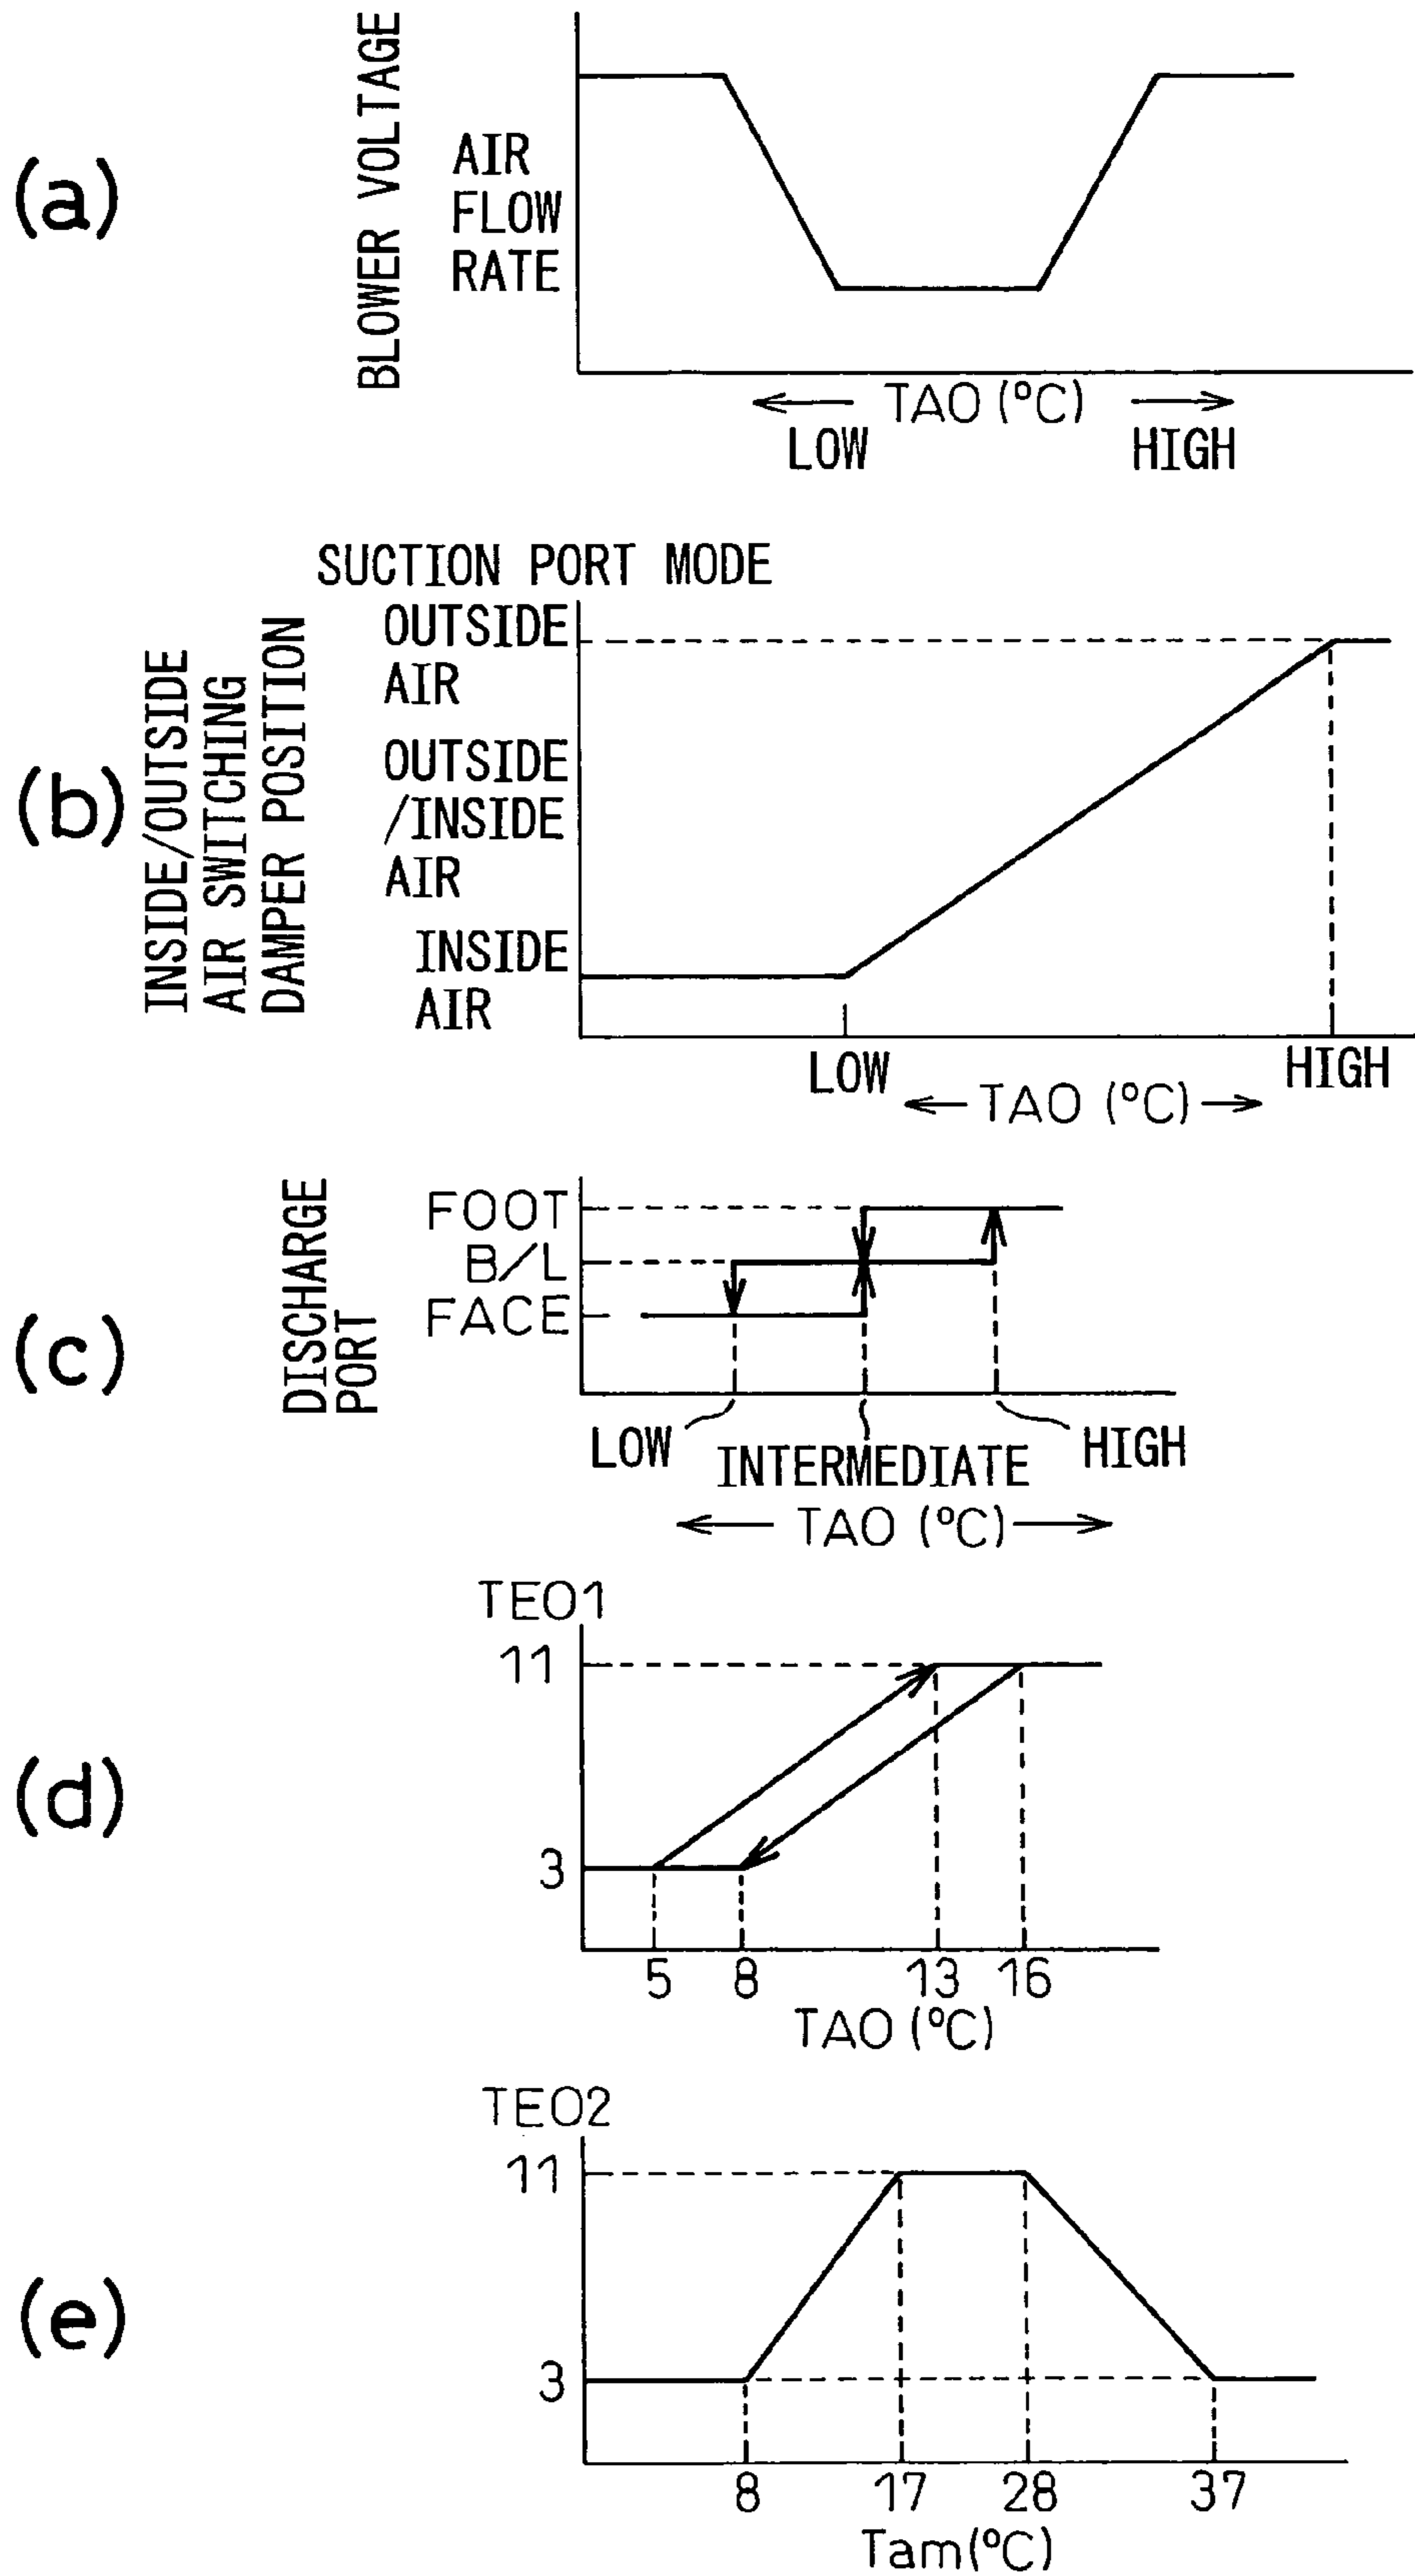 (a)
BLOWER VOLTAGE
AIR
FLOW
RATE
TAO (°C)
LOW
HIGH
(b)
SUCTION PORT MODE
INSIDE/OUTSIDE
AIR SWITCHING
DAMPER POSITION
OUTSIDE
AIR
OUTSIDE
/INSIDE
AIR
INSIDE
AIR
LOW
HIGH
TAO (°C)
(c)
DISCHARGE
PORT
FOOT
B/L
FACE
LOW
INTERMEDIATE
HIGH
TAO (°C)
(d)
TEO1
11
3
5 8 13 16
TAO (°C)
(e)
TEO2
11
3
8 17 28 37
Tam(°C)